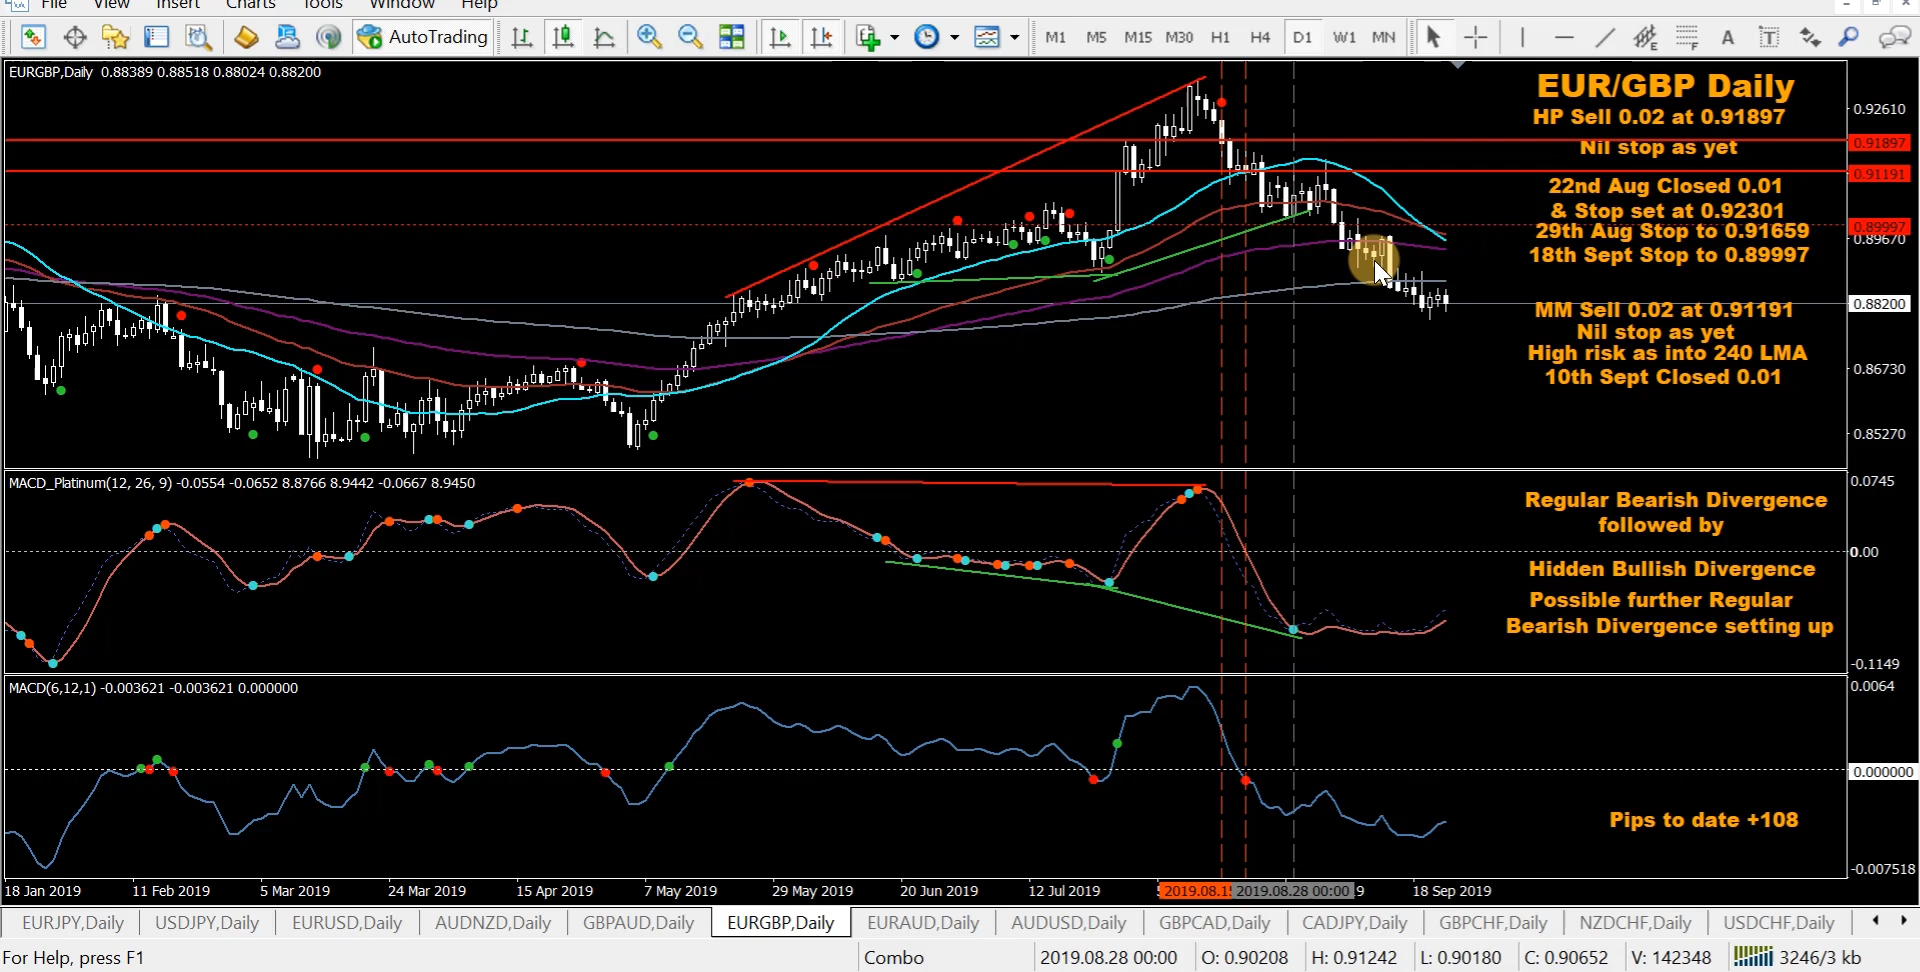 File View Insert Charts Tools Window Help
AutoTrading M1 M5 M15 M30 H1 H4 D1 W1 MN
EURGBP,Daily 0.88389 0.88518 0.88024 0.88200
EUR/GBP Daily
HP Sell 0.02 at 0.91897
Nil stop as yet
22nd Aug Closed 0.01
& Stop set at 0.92301
29th Aug Stop to 0.91659
18th Sept Stop to 0.89997
MM Sell 0.02 at 0.91191
Nil stop as yet
High risk as into 240 LMA
10th Sept Closed 0.01
0.92610
0.91897
0.91191
0.89997
0.89670
0.88200
0.86730
0.85270
MACD_Platinum(12, 26, 9) -0.0554 -0.0652 8.8766 8.9442 -0.0667 8.9450
Regular Bearish Divergence
followed by
Hidden Bullish Divergence
Possible further Regular
Bearish Divergence setting up
0.0745
0.00
-0.1149
MACD(6,12,1) -0.003621 -0.003621 0.000000
Pips to date +108
0.0064
0.000000
-0.007518
18 Jan 2019 11 Feb 2019 5 Mar 2019 24 Mar 2019 15 Apr 2019 7 May 2019 29 May 2019 20 Jun 2019 12 Jul 2019 2019.08.1 2019.08.28 00:00 9 18 Sep 2019
EURJPY,Daily USDJPY,Daily EURUSD,Daily AUDNZD,Daily GBPAUD,Daily EURGBP,Daily EURAUD,Daily AUDUSD,Daily GBPCAD,Daily CADJPY,Daily GBPCHF,Daily NZDCHF,Daily USDCHF,Daily
For Help, press F1 Combo 2019.08.28 00:00 O: 0.90208 H: 0.91242 L: 0.90180 C: 0.90652 V: 142348 3246/3 kb